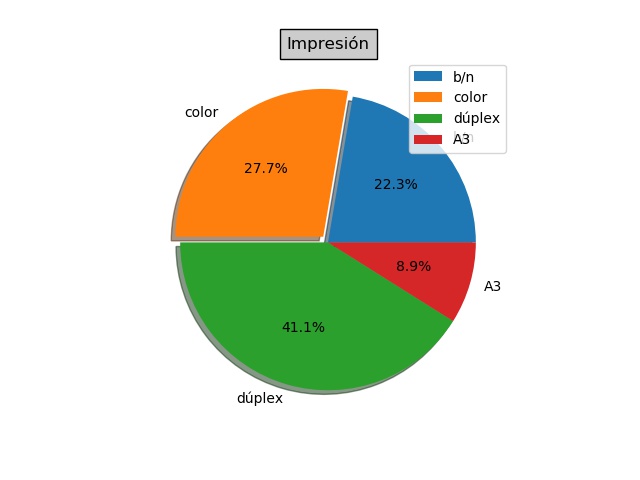 Impresión
b/n
color
dúplex
A3
color
27.7%
22.3%
8.9%
A3
41.1%
dúplex